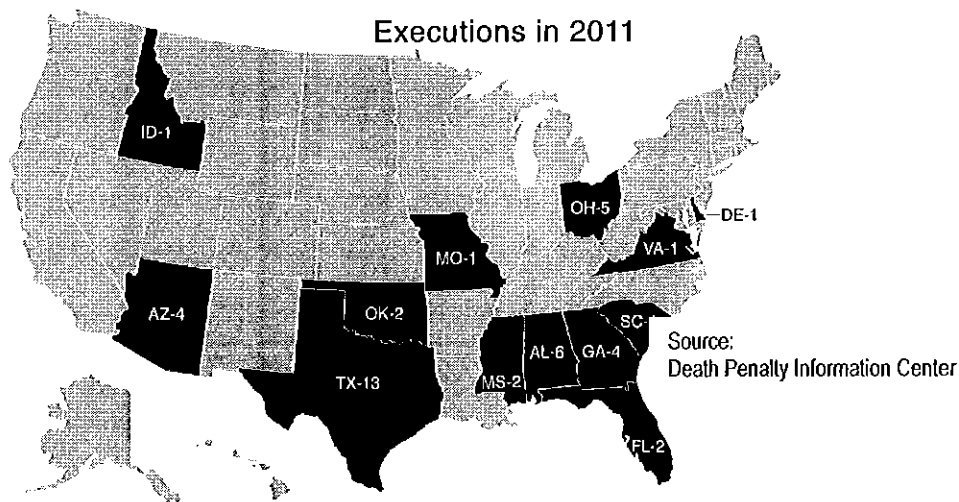 Executions in 2011
ID-1
OH-5
DE-1
MO-1
VA-1
AZ-4
OK-2
SC-
AL-6
GA-4
TX-13
MS-2
FL-2
Source:
Death Penalty Information Center